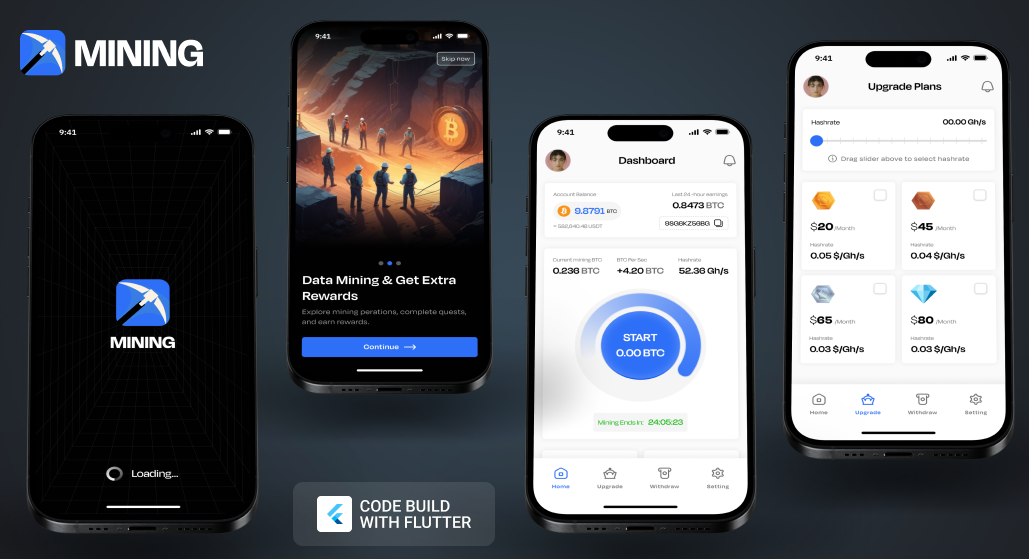 MINING
9:41
MINING
Loading...
9:41
Skip now
Data Mining & Get Extra
Rewards
Explore mining perations, complete quests,
and earn rewards.
Continue
CODE BUILD
WITH FLUTTER
9:41
Dashboard
Account Balance
9.8791 BTC
Last 24-hour earnings
0.8473 BTC
Current mining BTC
0.236 BTC
BTC Per Sec
+4.20 BTC
Hashrate
52.36 Gh/s
START
0.00 BTC
Mining Ends In: 24:05:23
Home Upgrade Withdraw Setting
9:41
Upgrade Plans
Hashrate 00.00 Gh/s
Drag slider above to select hashrate
$20 /Month
Hashrate
0.05 $/Gh/s
$45 /Month
Hashrate
0.04 $/Gh/s
$65 /Month
Hashrate
0.03 $/Gh/s
$80 /Month
Hashrate
0.03 $/Gh/s
Home Upgrade Withdraw Setting